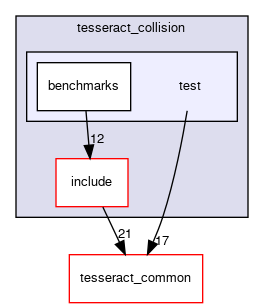 tesseract_collision
benchmarks
test
12
include
21
17
tesseract_common